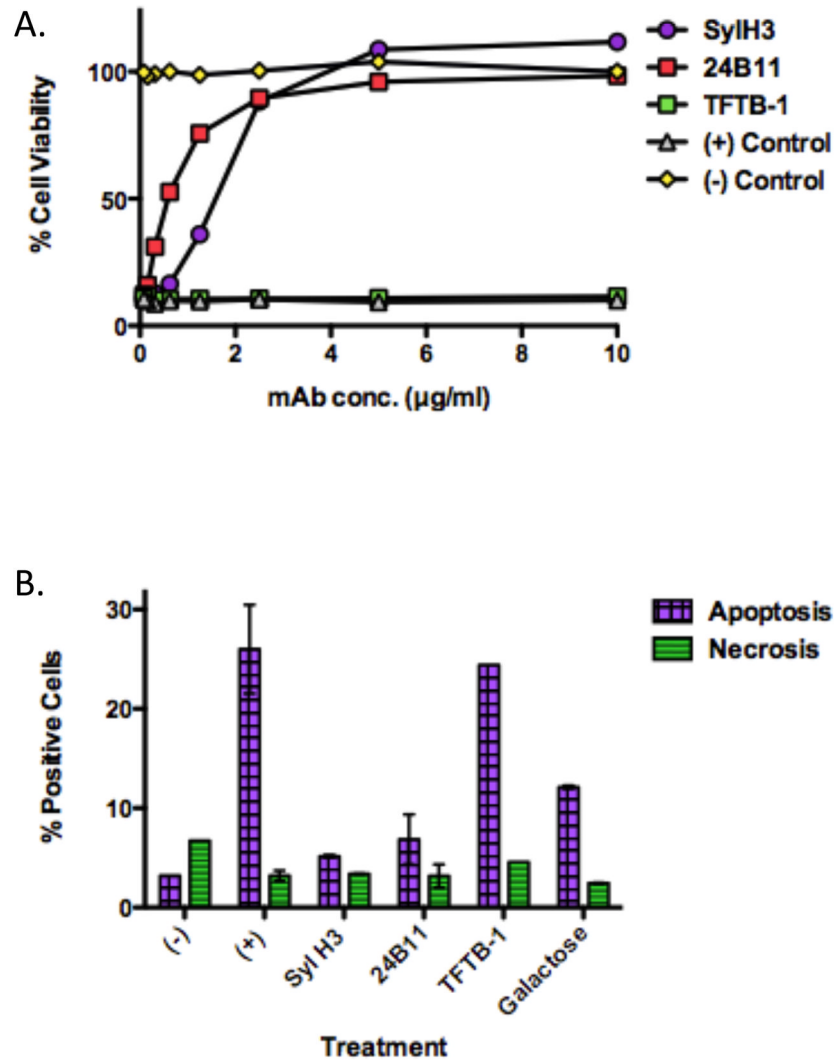 A.
% Cell Viability
100
50
0
0 2 4 6 8 10
mAb conc. (µg/ml)
SylH3
24B11
TFTB-1
(+) Control
(-) Control
B.
% Positive Cells
30
20
10
0
(-) (+) Syl H3 24B11 TFTB-1 Galactose
Treatment
Apoptosis
Necrosis